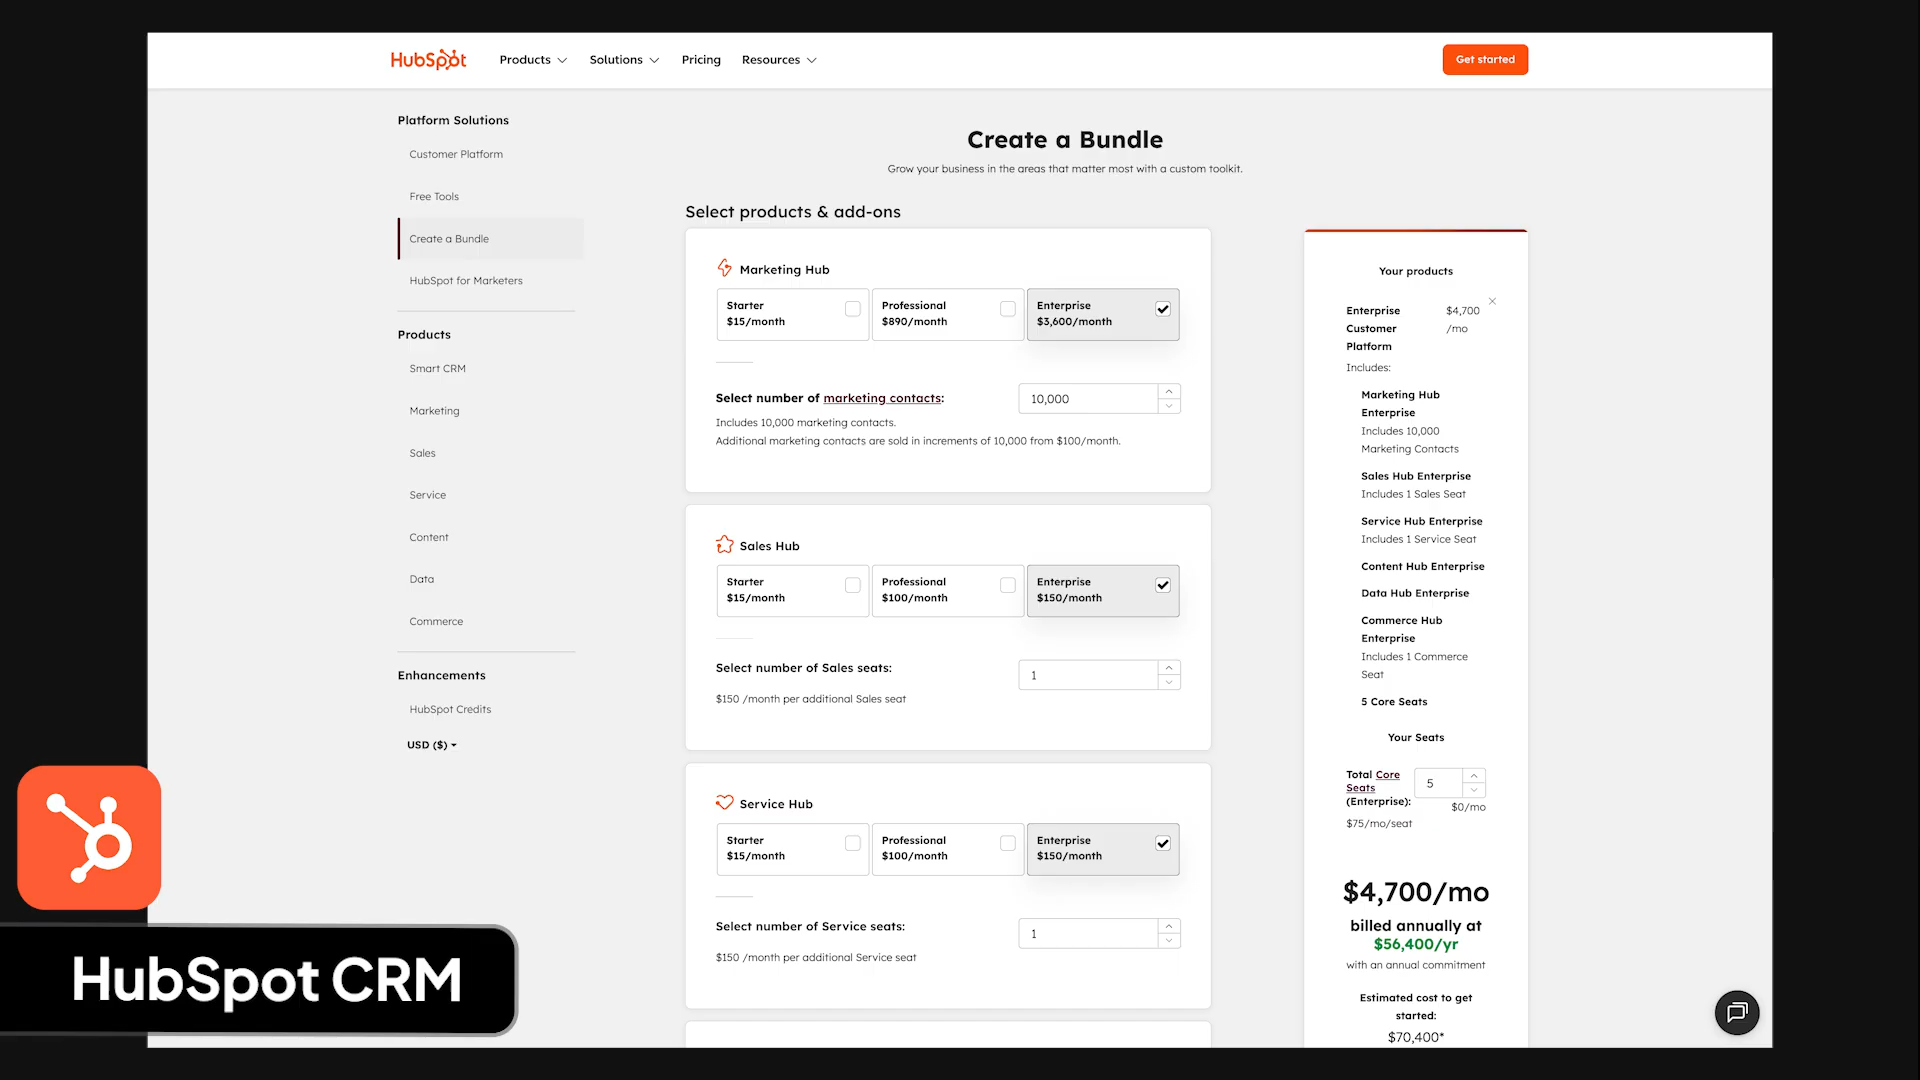 HubSpot
Products
Solutions
Pricing
Resources
Get started
Platform Solutions
Customer Platform
Free Tools
Create a Bundle
HubSpot for Marketers
Products
Smart CRM
Marketing
Sales
Service
Content
Data
Commerce
Enhancements
HubSpot Credits
USD ($)
Create a Bundle
Grow your business in the areas that matter most with a custom toolkit.
Select products & add-ons
Marketing Hub
Starter
$15/month
Professional
$890/month
Enterprise
$3,600/month
Select number of marketing contacts:
10,000
Includes 10,000 marketing contacts.
Additional marketing contacts are sold in increments of 10,000 from $100/month.
Sales Hub
Starter
$15/month
Professional
$100/month
Enterprise
$150/month
Select number of Sales seats:
1
$150 /month per additional Sales seat
Service Hub
Starter
$15/month
Professional
$100/month
Enterprise
$150/month
Select number of Service seats:
1
$150 /month per additional Service seat
Your products
Enterprise $4,700
Customer /mo
Platform
Includes:
Marketing Hub
Enterprise
Includes 10,000
Marketing Contacts
Sales Hub Enterprise
Includes 1 Sales Seat
Service Hub Enterprise
Includes 1 Service Seat
Content Hub Enterprise
Data Hub Enterprise
Commerce Hub
Enterprise
Includes 1 Commerce
Seat
5 Core Seats
Your Seats
Total Core
Seats
(Enterprise):
5
$0/mo
$75/mo/seat
$4,700/mo
billed annually at
$56,400/yr
with an annual commitment
Estimated cost to get
started:
$70,400*
HubSpot CRM